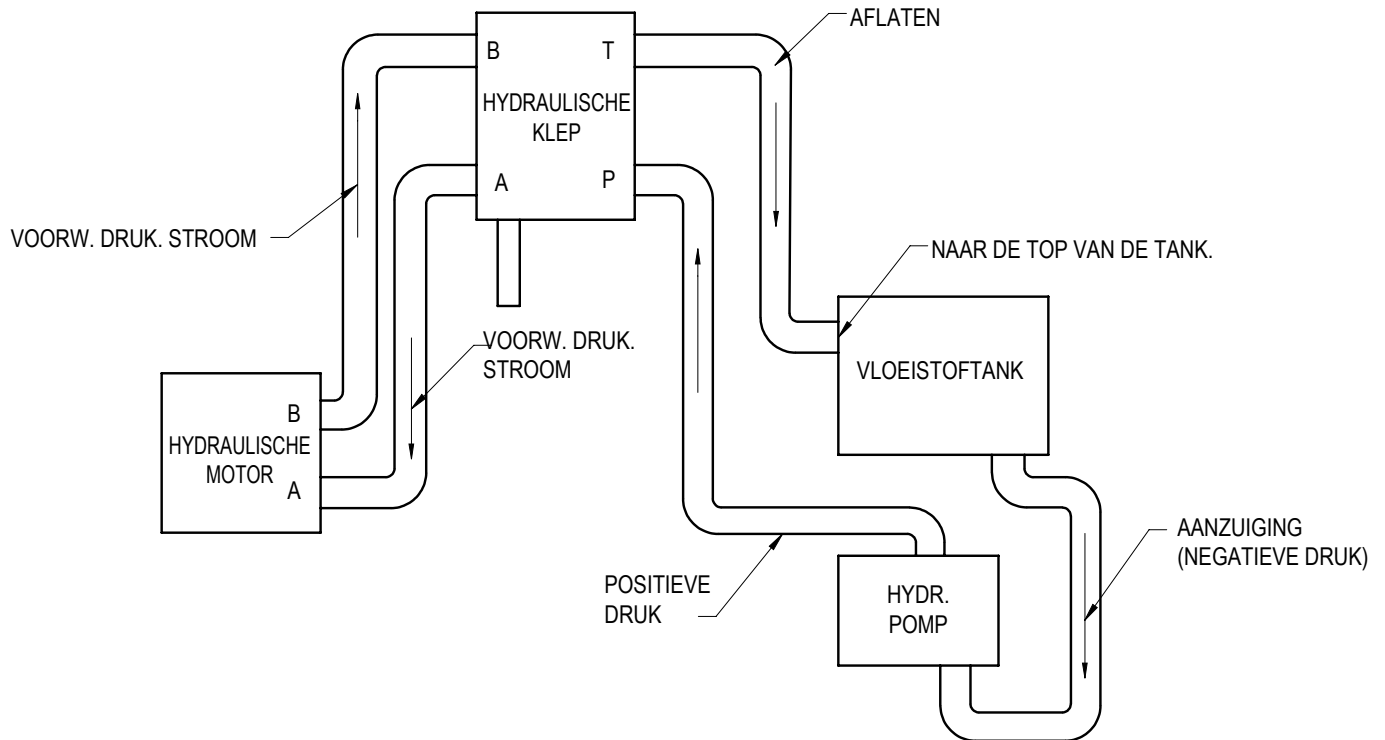 AFLATEN
B
T
HYDRAULISCHE
KLEP
A
P
VOORW. DRUK. STROOM
NAAR DE TOP VAN DE TANK.
VOORW. DRUK.
STROOM
VLOEISTOFTANK
B
HYDRAULISCHE
MOTOR
A
AANZUIGING
(NEGATIEVE DRUK)
POSITIEVE
DRUK
HYDR.
POMP